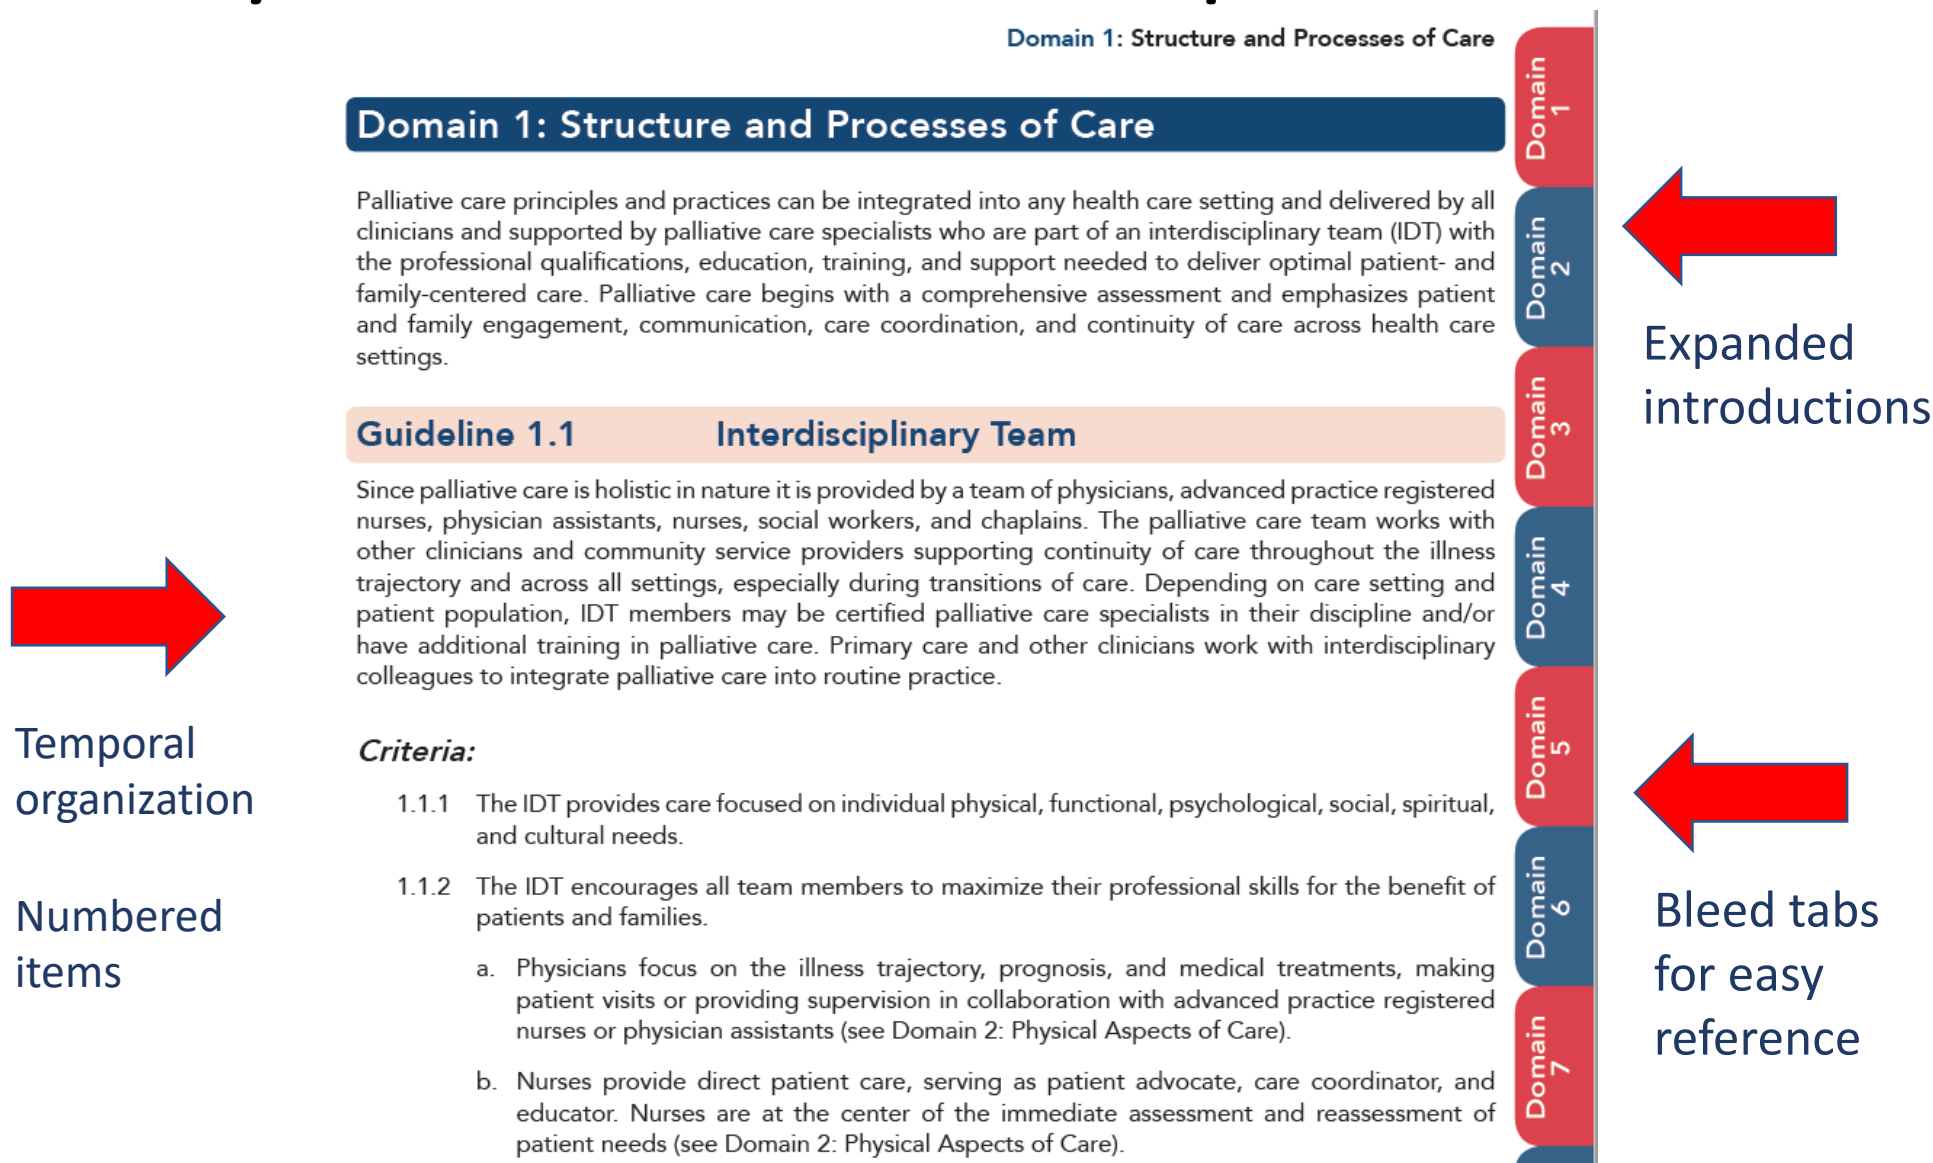 Domain 1: Structure and Processes of Care
Domain 1: Structure and Processes of Care
Palliative care principles and practices can be integrated into any health care setting and delivered by all
clinicians and supported by palliative care specialists who are part of an interdisciplinary team (IDT) with
the professional qualifications, education, training, and support needed to deliver optimal patient- and
family-centered care. Palliative care begins with a comprehensive assessment and emphasizes patient
and family engagement, communication, care coordination, and continuity of care across health care
settings.
Guideline 1.1 Interdisciplinary Team
Since palliative care is holistic in nature it is provided by a team of physicians, advanced practice registered
nurses, physician assistants, nurses, social workers, and chaplains. The palliative care team works with
other clinicians and community service providers supporting continuity of care throughout the illness
trajectory and across all settings, especially during transitions of care. Depending on care setting and
patient population, IDT members may be certified palliative care specialists in their discipline and/or
have additional training in palliative care. Primary care and other clinicians work with interdisciplinary
colleagues to integrate palliative care into routine practice.
Criteria:
1.1.1 The IDT provides care focused on individual physical, functional, psychological, social, spiritual,
and cultural needs.
1.1.2 The IDT encourages all team members to maximize their professional skills for the benefit of
patients and families.
a. Physicians focus on the illness trajectory, prognosis, and medical treatments, making
patient visits or providing supervision in collaboration with advanced practice registered
nurses or physician assistants (see Domain 2: Physical Aspects of Care).
b. Nurses provide direct patient care, serving as patient advocate, care coordinator, and
educator. Nurses are at the center of the immediate assessment and reassessment of
patient needs (see Domain 2: Physical Aspects of Care).
Domain
1
Domain
2
Domain
3
Domain
4
Domain
5
Domain
6
Domain
7
Temporal
organization
Numbered
items
Expanded
introductions
Bleed tabs
for easy
reference